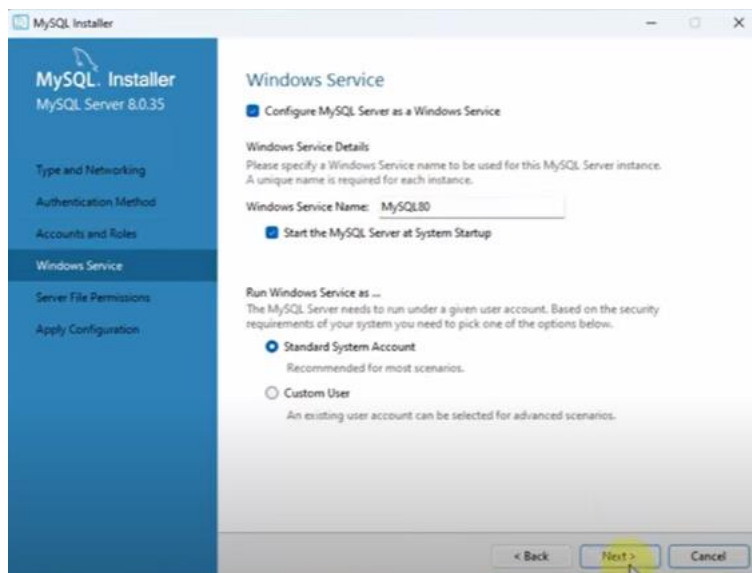 MySQL Installer
MySQL. Installer
MySQL Server 8.0.35
Type and Networking
Authentication Method
Accounts and Roles
Windows Service
Server File Permissions
Apply Configuration
Windows Service
Configure MySQL Server as a Windows Service
Windows Service Details
Please specify a Windows Service name to be used for this MySQL Server instance.
A unique name is required for each instance.
Windows Service Name: MySQL80
Start the MySQL Server at System Startup
Run Windows Service as ...
The MySQL Server needs to run under a given user account. Based on the security
requirements of your system you need to pick one of the options below.
Standard System Account
Recommended for most scenarios.
Custom User
An existing user account can be selected for advanced scenarios.
< Back Next > Cancel